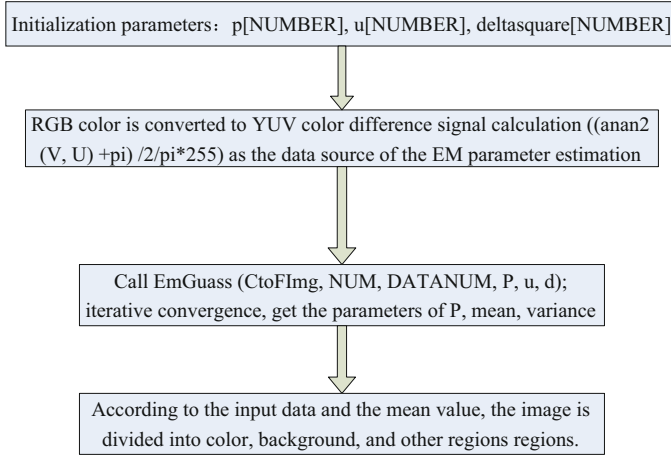 Initialization parameters：p[NUMBER], u[NUMBER], deltasquare[NUMBER]
RGB color is converted to YUV color difference signal calculation ((anan2
(V, U) +pi) /2/pi*255) as the data source of the EM parameter estimation
Call EmGuass (CtoFImg, NUM, DATANUM, P, u, d);
iterative convergence, get the parameters of P, mean, variance
According to the input data and the mean value, the image is
divided into color, background, and other regions regions.